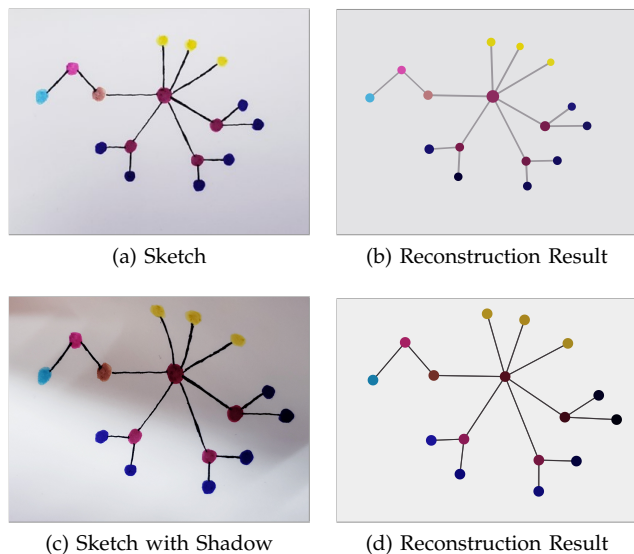 (a) Sketch
(b) Reconstruction Result
(c) Sketch with Shadow
(d) Reconstruction Result